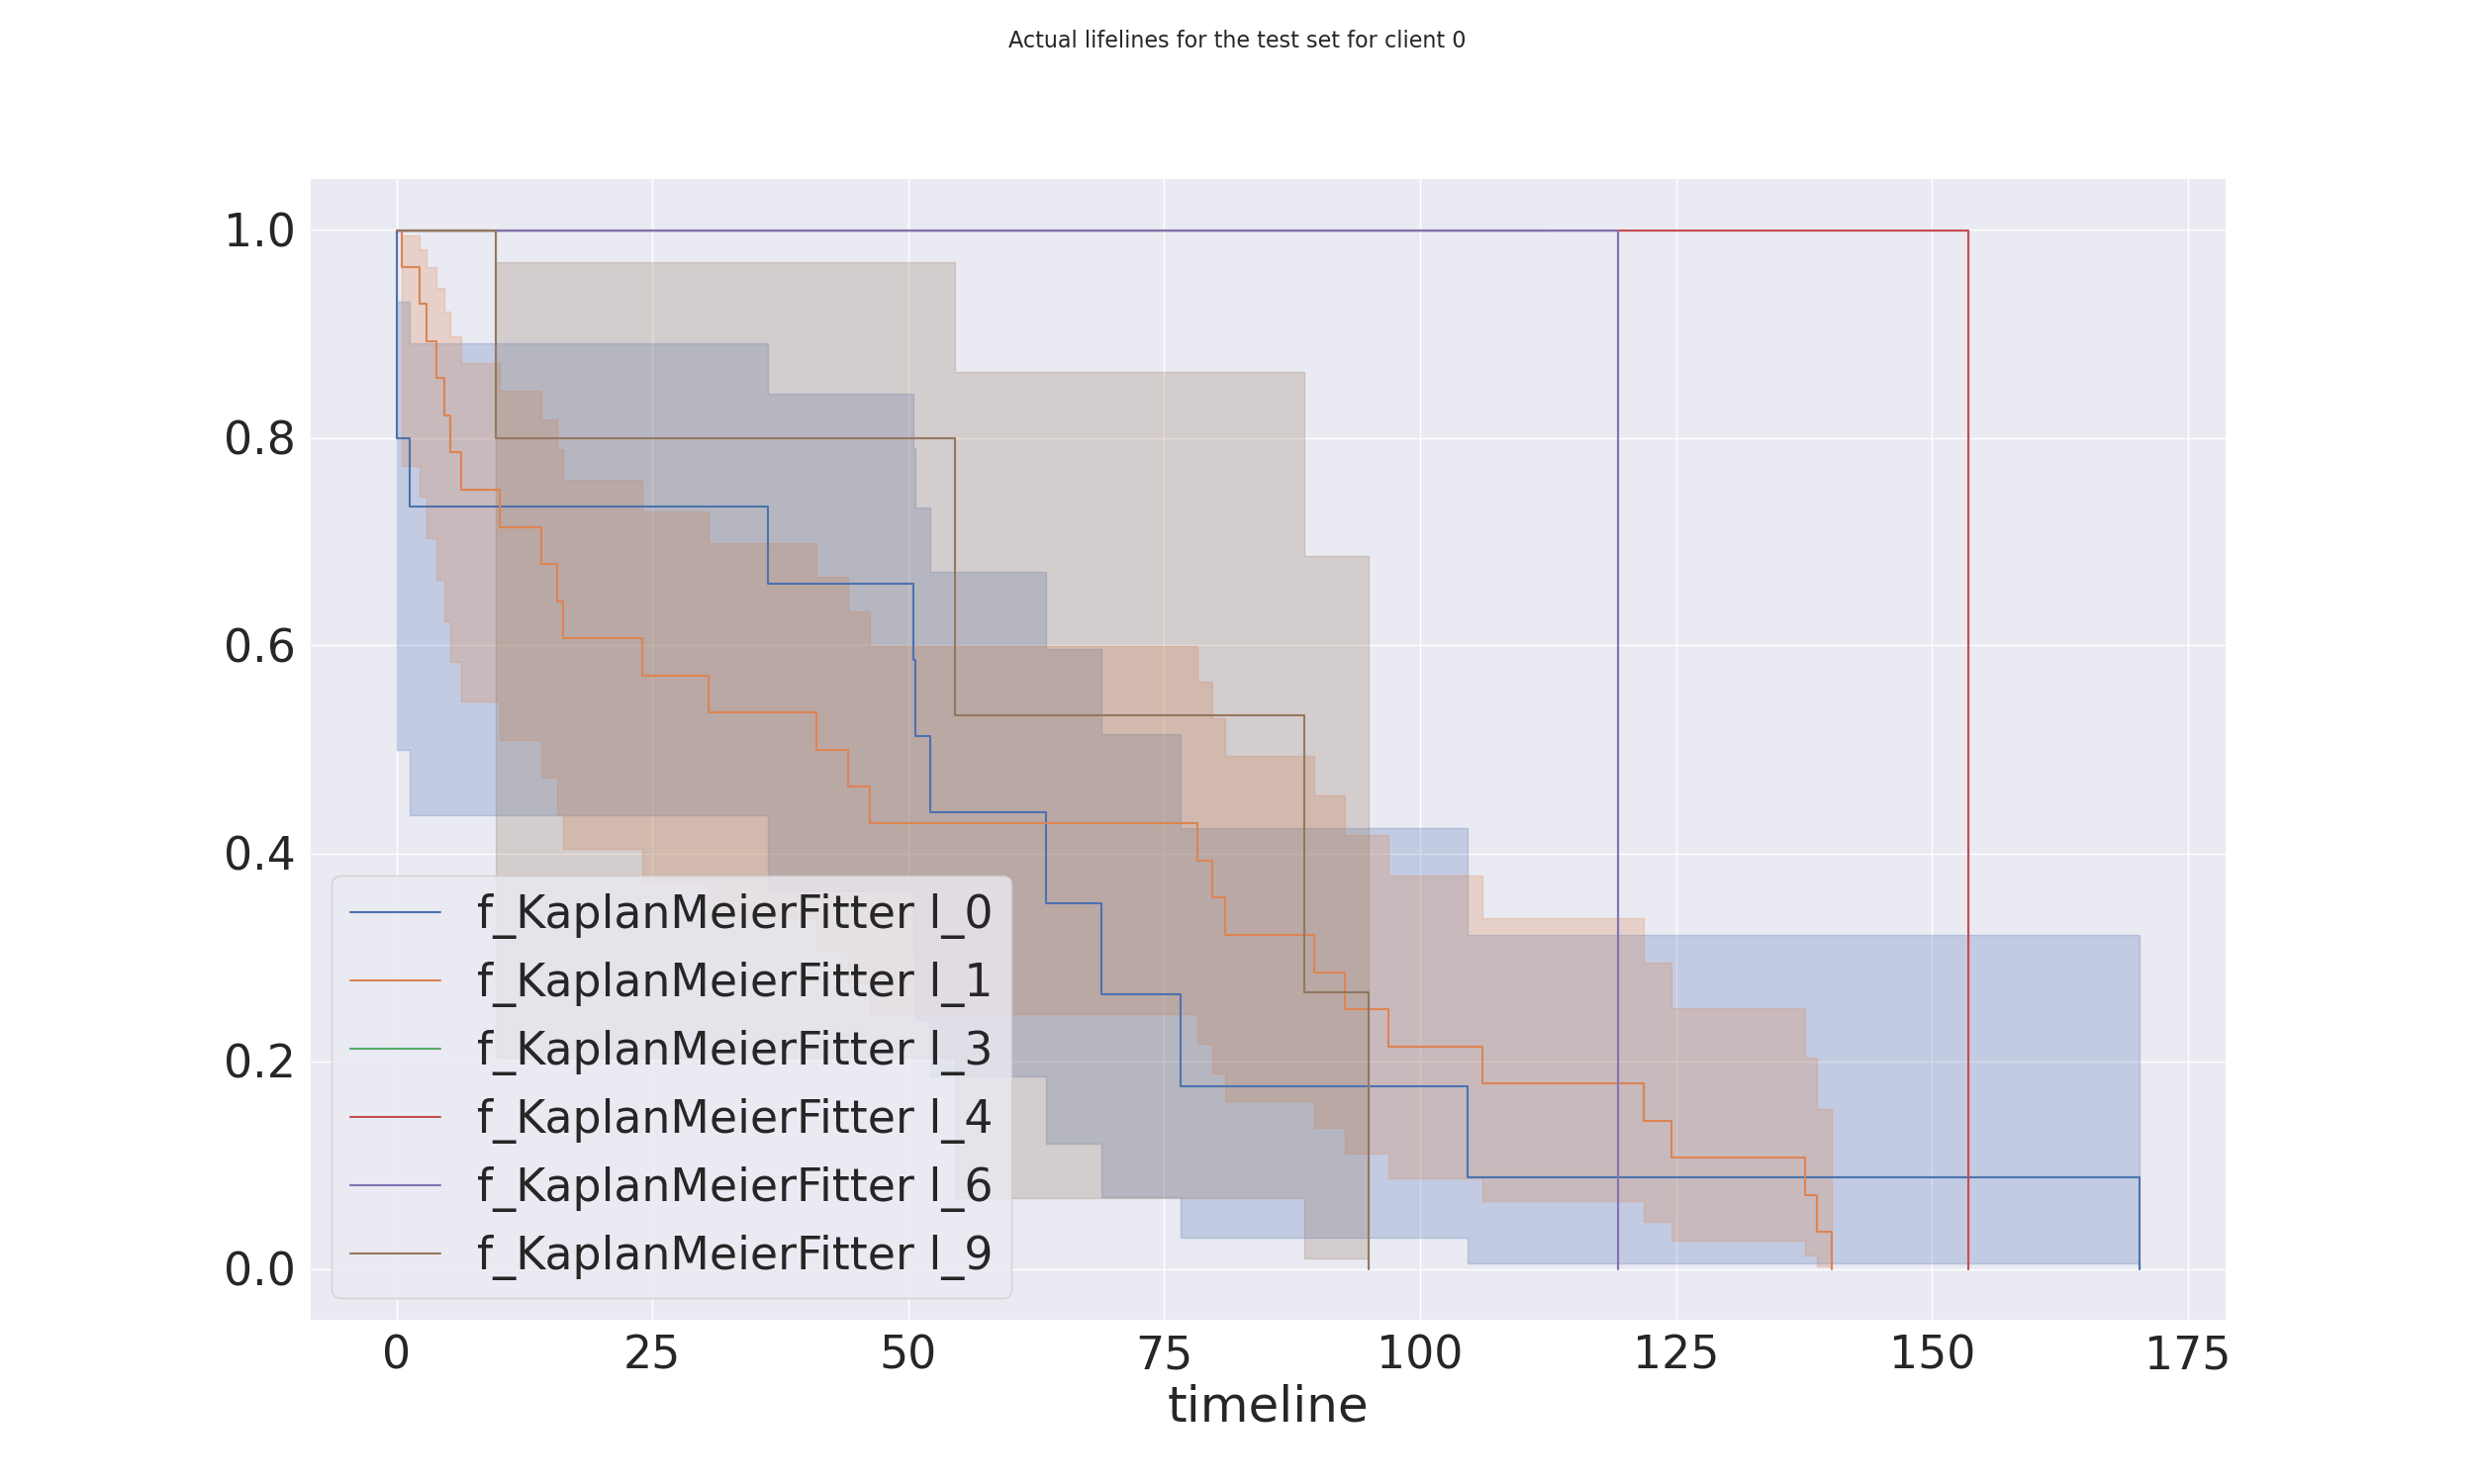 Actual lifelines for the test set for client 0
1.0
0.8
0.6
0.4
0.2
0.0
f_KaplanMeierFitter l_0
f_KaplanMeierFitter l_1
f_KaplanMeierFitter l_3
f_KaplanMeierFitter l_4
f_KaplanMeierFitter l_6
f_KaplanMeierFitter l_9
0 25 50 75 100 125 150 175
timeline